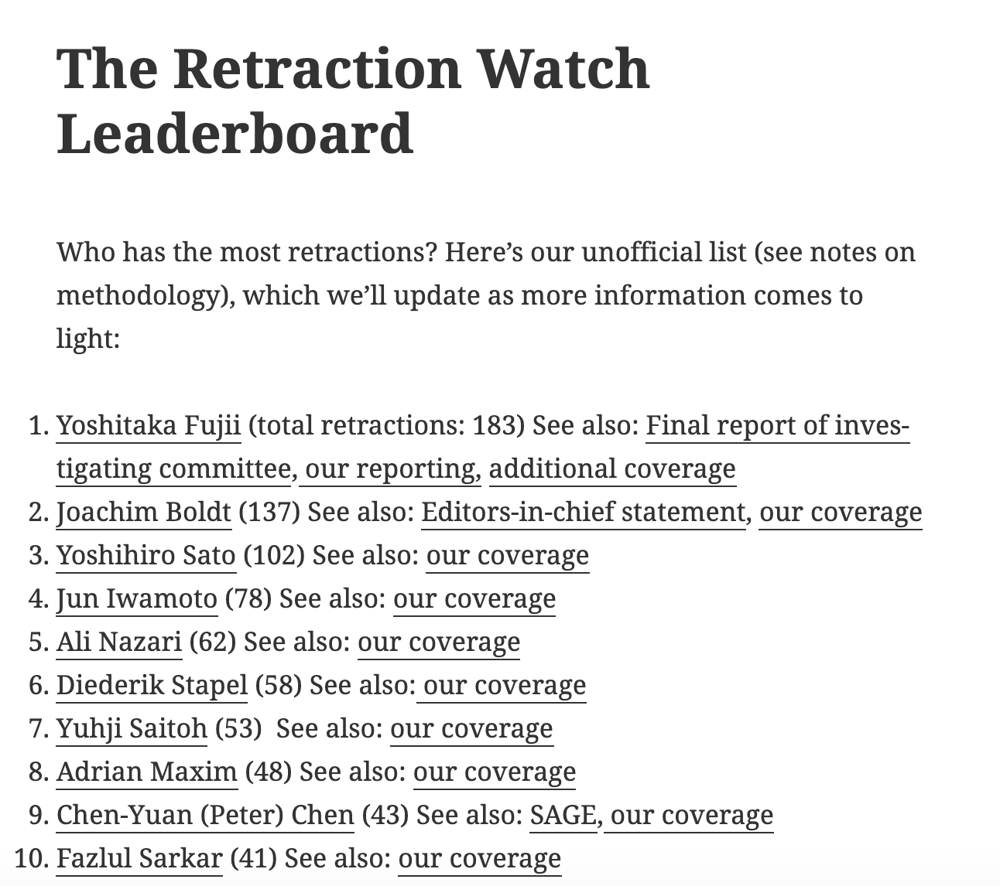 The Retraction Watch
Leaderboard
Who has the most retractions? Here’s our unofficial list (see notes on
methodology), which we’ll update as more information comes to
light:
1. Yoshitaka Fujii (total retractions: 183) See also: Final report of inves-
tigating committee, our reporting, additional coverage
2. Joachim Boldt (137) See also: Editors-in-chief statement, our coverage
3. Yoshihiro Sato (102) See also: our coverage
4. Jun Iwamoto (78) See also: our coverage
5. Ali Nazari (62) See also: our coverage
6. Diederik Stapel (58) See also: our coverage
7. Yuhji Saitoh (53)  See also: our coverage
8. Adrian Maxim (48) See also: our coverage
9. Chen-Yuan (Peter) Chen (43) See also: SAGE, our coverage
10. Fazlul Sarkar (41) See also: our coverage